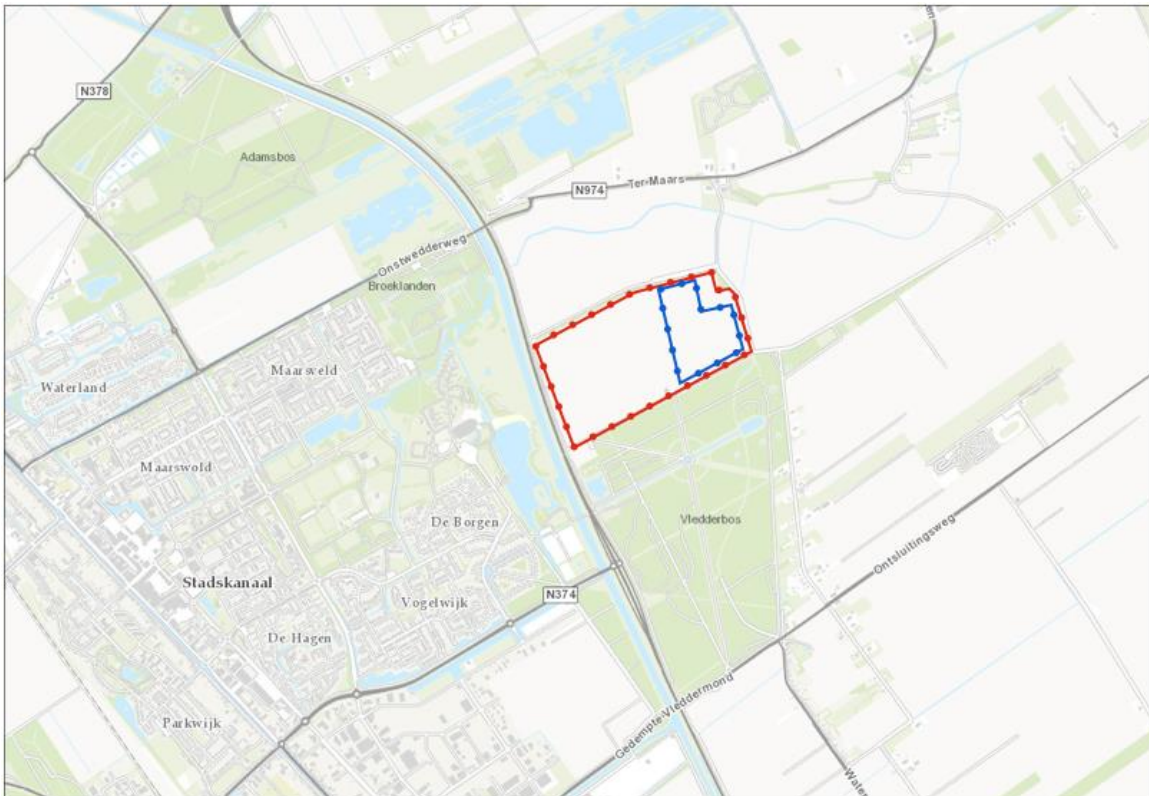 N378
Adamsbos
N974
Ter-Maars
Onstwedderweg
Broeklanden
Waterland
Maarsveld
Maarswold
De Borgen
Vledderbos
Ontsluitingsweg
Stadskanaal
N374
Vogelwijk
De Hagen
Parkwijk
Gedempte-Vleddermond